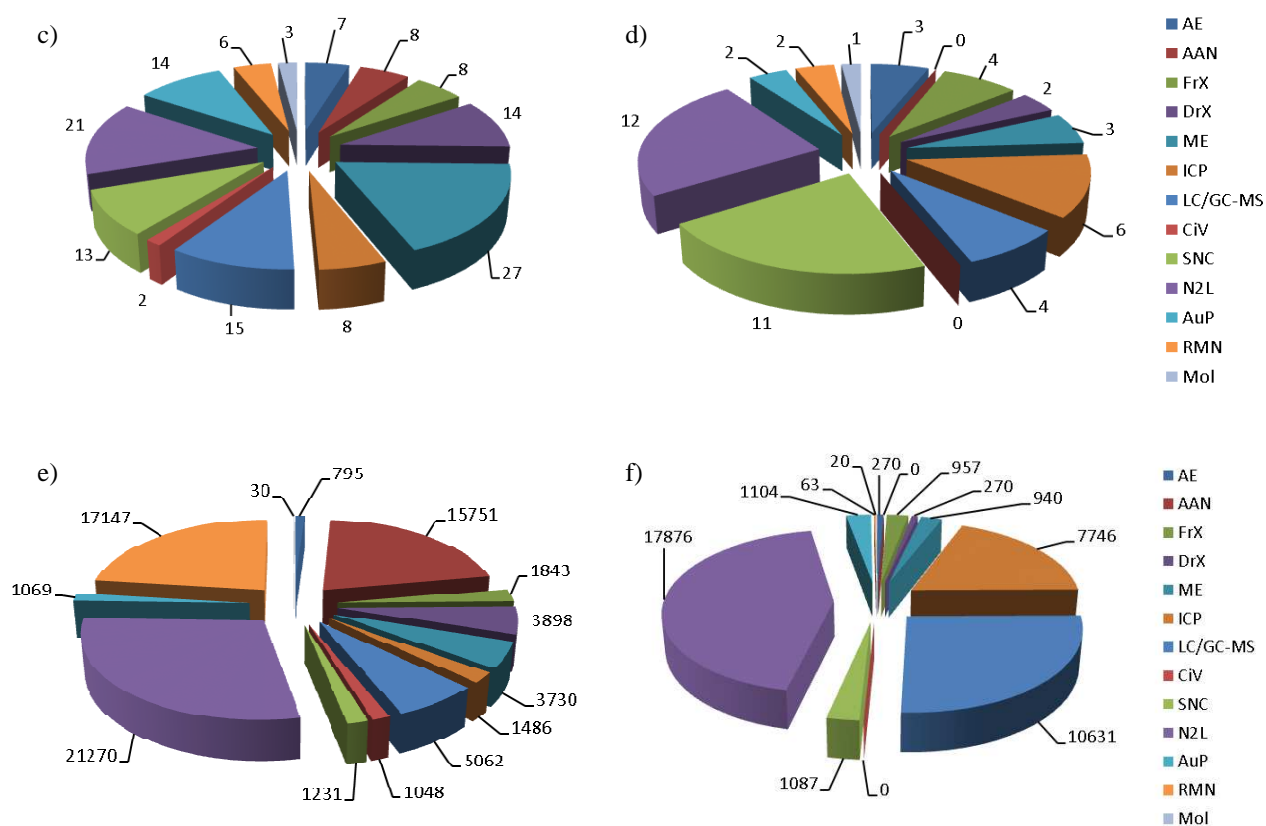 c)
7
8
8
14
27
8
15
2
13
21
14
6
3
d)
3
0
4
2
3
6
4
0
11
12
2
2
1
AE
AAN
FrX
DrX
ME
ICP
LC/GC-MS
CiV
SNC
N2L
AuP
RMN
Mol
e)
795
15751
1843
3898
3730
1486
5062
1048
1231
21270
1069
17147
30
f)
270
0
957
270
940
7746
10631
0
1087
17876
1104
63
20
AE
AAN
FrX
DrX
ME
ICP
LC/GC-MS
CiV
SNC
N2L
AuP
RMN
Mol